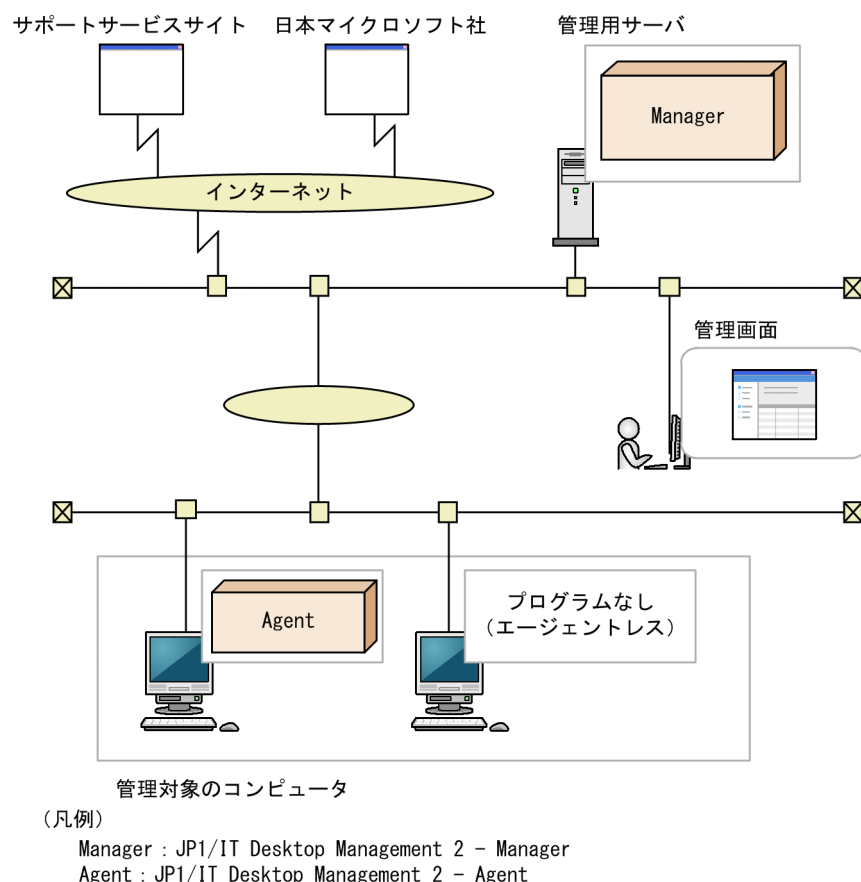 サポートサービスサイト
日本マイクロソフト社
管理用サーバ
Manager
インターネット
管理画面
Agent
プログラムなし
（エージェントレス）
管理対象のコンピュータ
（凡例）
Manager：JP1/IT Desktop Management 2 - Manager
Agent：JP1/IT Desktop Management 2 - Agent